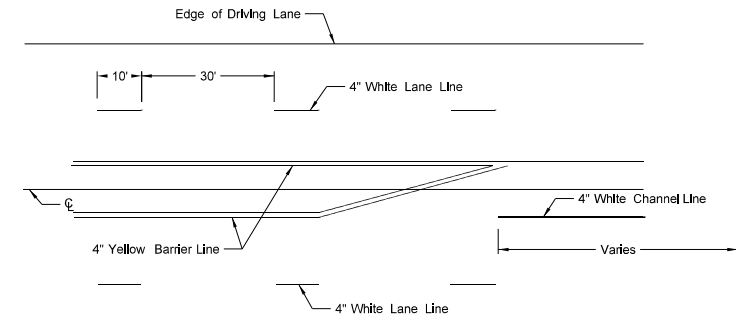 Edge of Driving Lane
10'
30'
4" White Lane Line
℄
4" White Channel Line
4" Yellow Barrier Line
Varies
4" White Lane Line